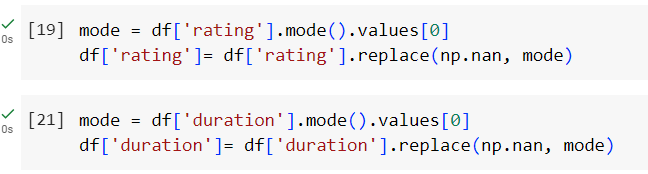 [19] mode = df['rating'].mode().values[0]
0s df['rating']= df['rating'].replace(np.nan, mode)
[21] mode = df['duration'].mode().values[0]
0s df['duration']= df['duration'].replace(np.nan, mode)